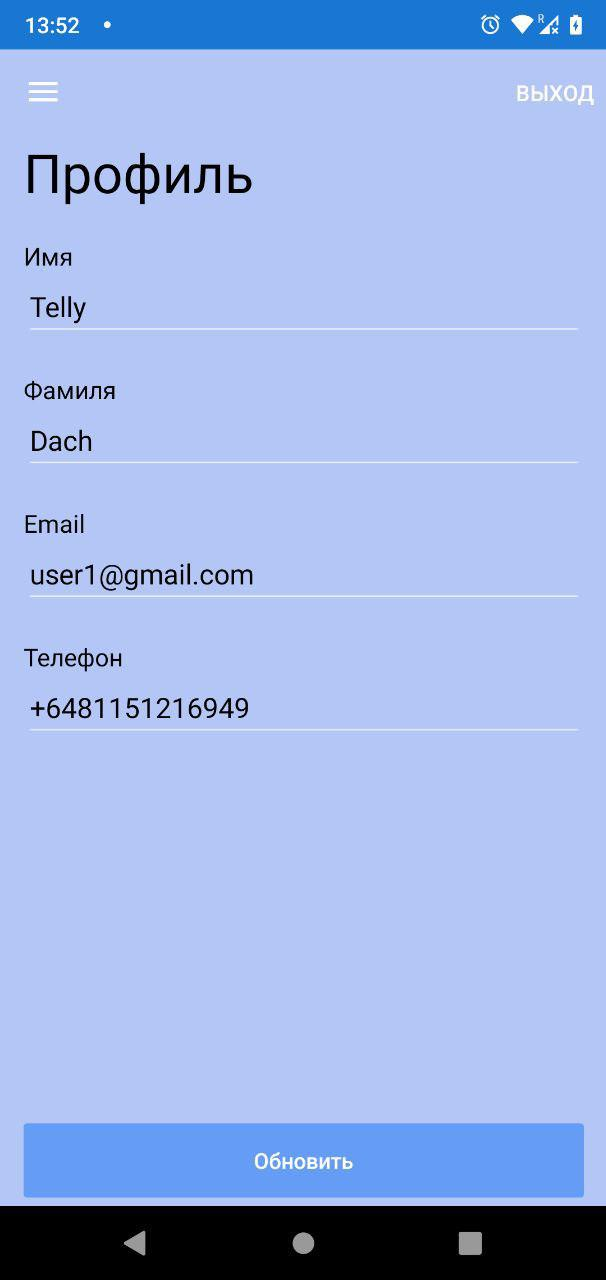 13:52
R
ВЫХОД
Профиль
Имя
Telly
Фамиля
Dach
Email
user1@gmail.com
Телефон
+6481151216949
Обновить